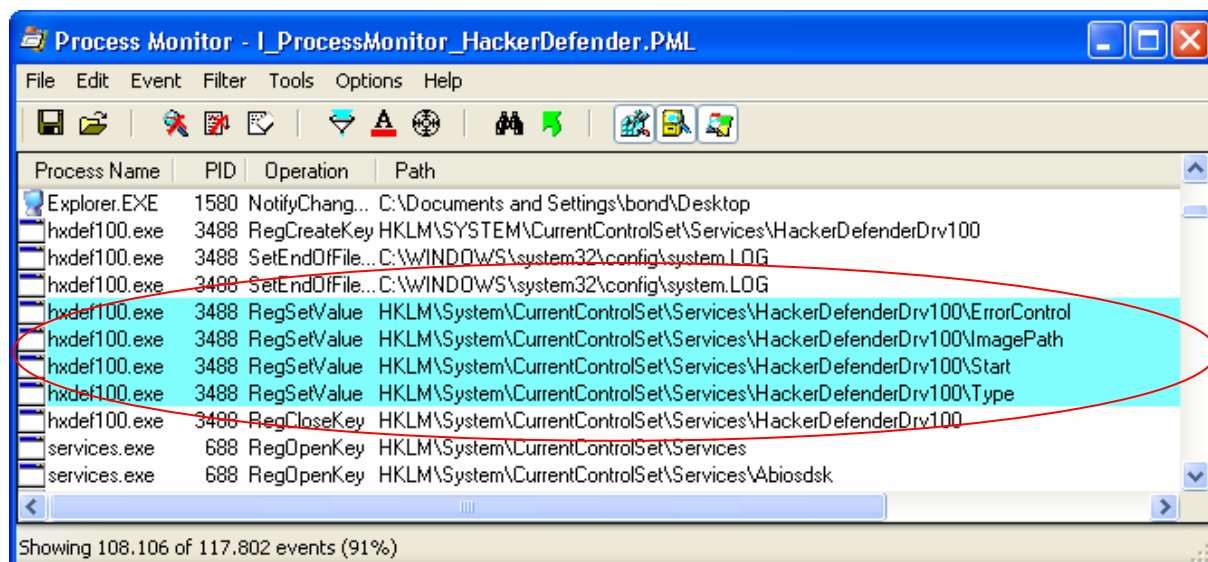 Process Monitor - I_ProcessMonitor_HackerDefender.PML
File Edit Event Filter Tools Options Help
Process Name PID Operation Path
Explorer.EXE 1580 NotifyChang... C:\Documents and Settings\bond\Desktop
hxdef100.exe 3488 RegCreateKey HKLM\SYSTEM\CurrentControlSet\Services\HackerDefenderDrv100
hxdef100.exe 3488 SetEndOfFile... C:\WINDOWS\system32\config\system.LOG
hxdef100.exe 3488 SetEndOfFile... C:\WINDOWS\system32\config\system.LOG
hxdef100.exe 3488 RegSetValue HKLM\System\CurrentControlSet\Services\HackerDefenderDrv100\ErrorControl
hxdef100.exe 3488 RegSetValue HKLM\System\CurrentControlSet\Services\HackerDefenderDrv100\ImagePath
hxdef100.exe 3488 RegSetValue HKLM\System\CurrentControlSet\Services\HackerDefenderDrv100\Start
hxdef100.exe 3488 RegSetValue HKLM\System\CurrentControlSet\Services\HackerDefenderDrv100\Type
hxdef100.exe 3488 RegCloseKey HKLM\System\CurrentControlSet\Services\HackerDefenderDrv100
services.exe 688 RegOpenKey HKLM\System\CurrentControlSet\Services
services.exe 688 RegOpenKey HKLM\System\CurrentControlSet\Services\Abiosdsk
Showing 108.106 of 117.802 events (91%)